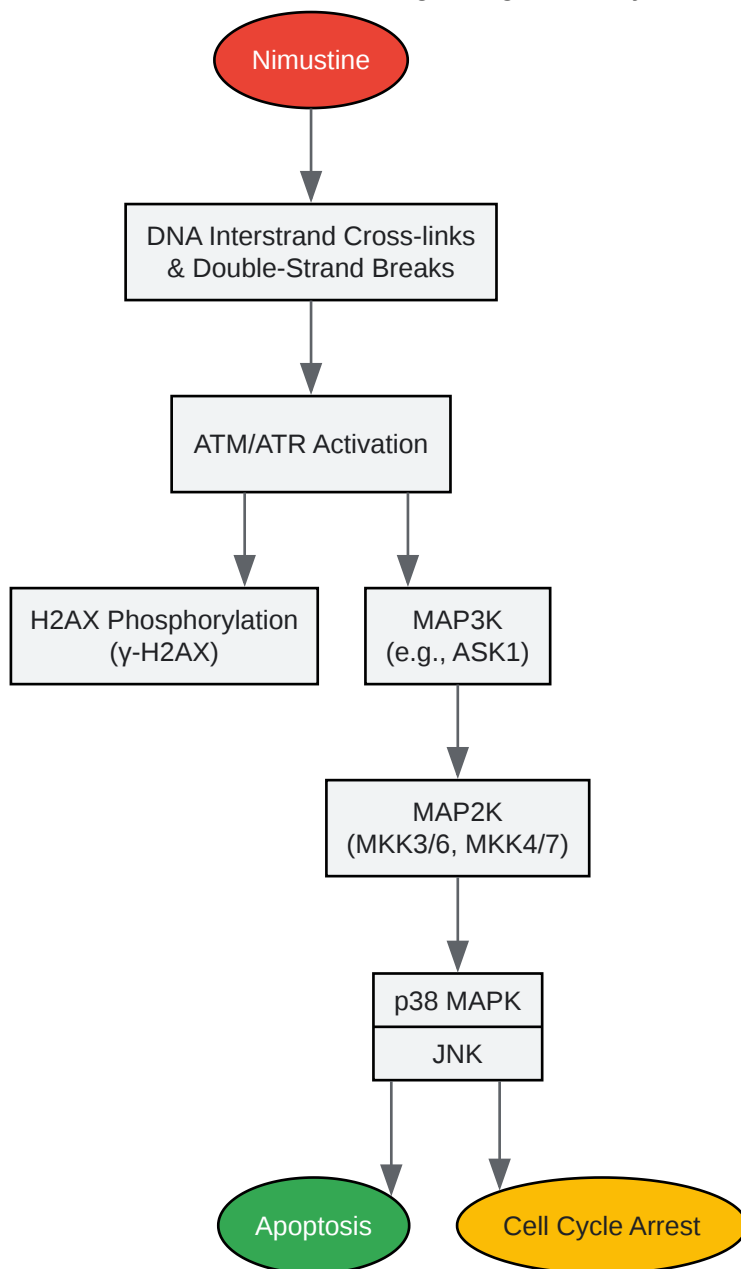 Nimustine
DNA Interstrand Cross-links
& Double-Strand Breaks
ATM/ATR Activation
H2AX Phosphorylation
(γ-H2AX)
MAP3K
(e.g., ASK1)
MAP2K
(MKK3/6, MKK4/7)
p38 MAPK
JNK
Apoptosis
Cell Cycle Arrest